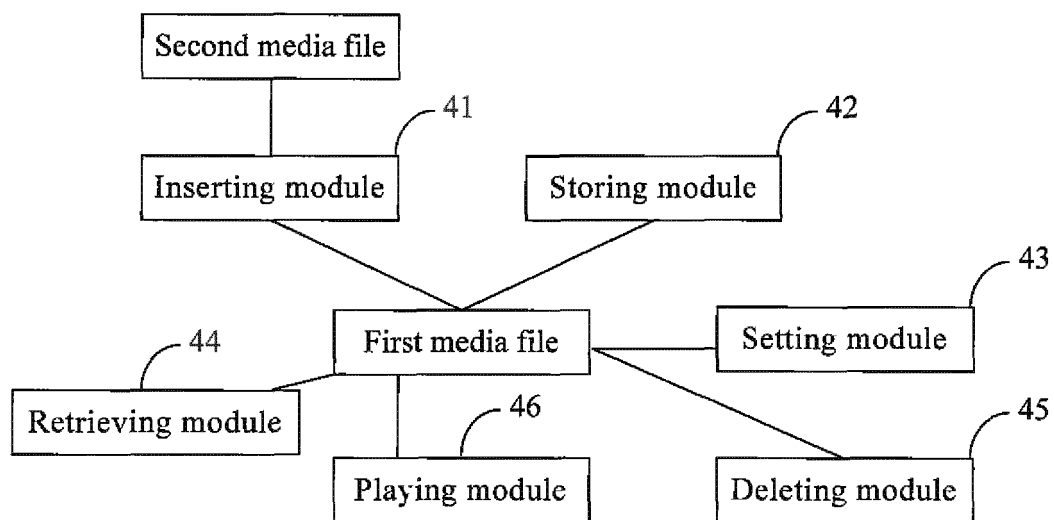 Second media file
41
42
Inserting module
Storing module
43
First media file
Setting module
44
Retrieving module
46
45
Playing module
Deleting module